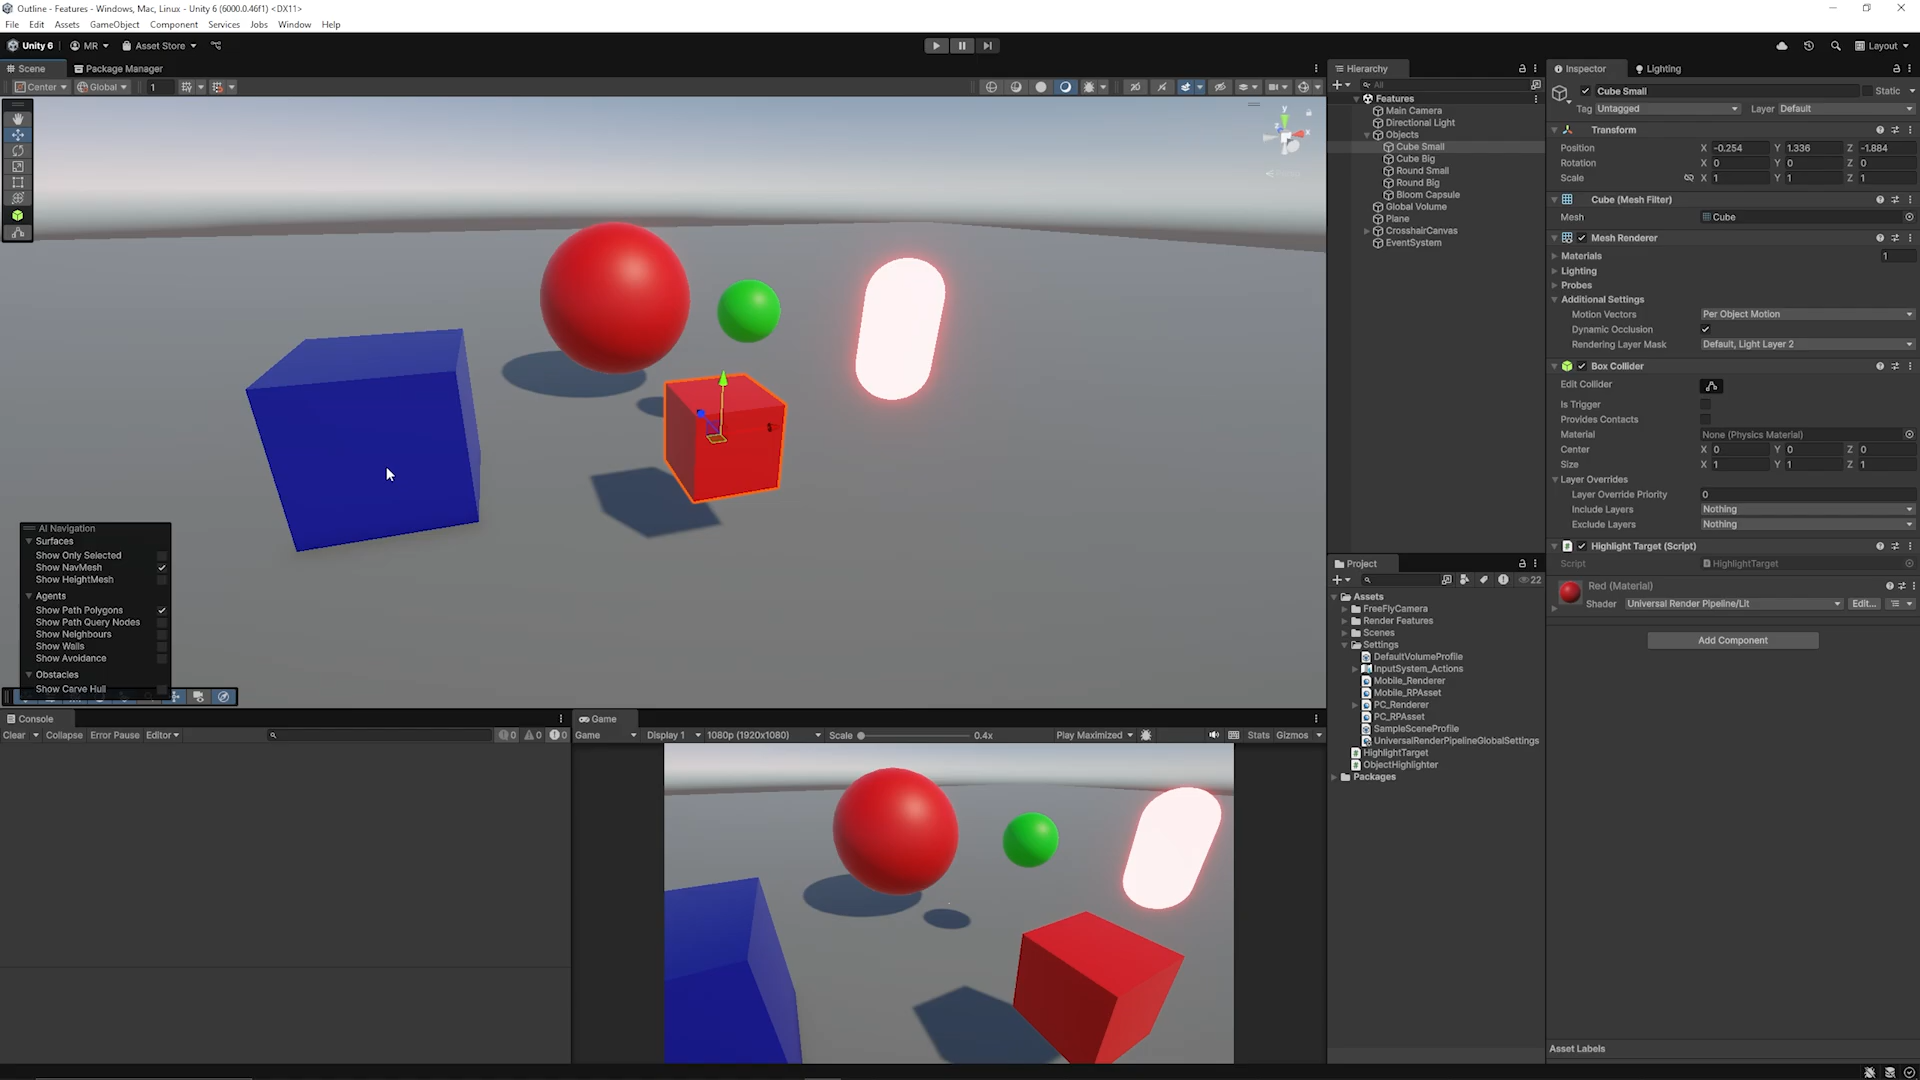 Outline - Features - Windows, Mac, Linux - Unity 6 (6000.0.46f1) <DX11>
File Edit Assets GameObject Component Services Jobs Window Help
Unity 6 MR Asset Store Layout
Scene Package Manager
Center Global 1
AI Navigation
Surfaces
Show Only Selected
Show NavMesh
Show HeightMesh
Agents
Show Path Polygons
Show Path Query Nodes
Show Neighbours
Show Walls
Show Avoidance
Obstacles
Show Carve Hull
Console
Clear Collapse Error Pause Editor 0 0 0
Game
Game Display 1 1080p (1920x1080) Scale 0.4x Play Maximized Stats Gizmos
Hierarchy
All
Features
Main Camera
Directional Light
Objects
Cube Small
Cube Big
Round Small
Round Big
Bloom Capsule
Global Volume
Plane
CrosshairCanvas
EventSystem
Project
22
Assets
FreeFlyCamera
Render Features
Scenes
Settings
DefaultVolumeProfile
InputSystem_Actions
Mobile_Renderer
Mobile_RPAsset
PC_Renderer
PC_RPAsset
SampleSceneProfile
UniversalRenderPipelineGlobalSettings
HighlightTarget
ObjectHighlighter
Packages
Inspector Lighting
Cube Small Static
Tag Untagged Layer Default
Transform
Position X -0.254 Y 1.336 Z -1.884
Rotation X 0 Y 0 Z 0
Scale X 1 Y 1 Z 1
Cube (Mesh Filter)
Mesh Cube
Mesh Renderer
Materials 1
Lighting
Probes
Additional Settings
Motion Vectors Per Object Motion
Dynamic Occlusion
Rendering Layer Mask Default, Light Layer 2
Box Collider
Edit Collider
Is Trigger
Provides Contacts
Material None (Physics Material)
Center X 0 Y 0 Z 0
Size X 1 Y 1 Z 1
Layer Overrides
Layer Override Priority 0
Include Layers Nothing
Exclude Layers Nothing
Highlight Target (Script)
Script HighlightTarget
Red (Material)
Shader Universal Render Pipeline/Lit Edit...
Add Component
Asset Labels